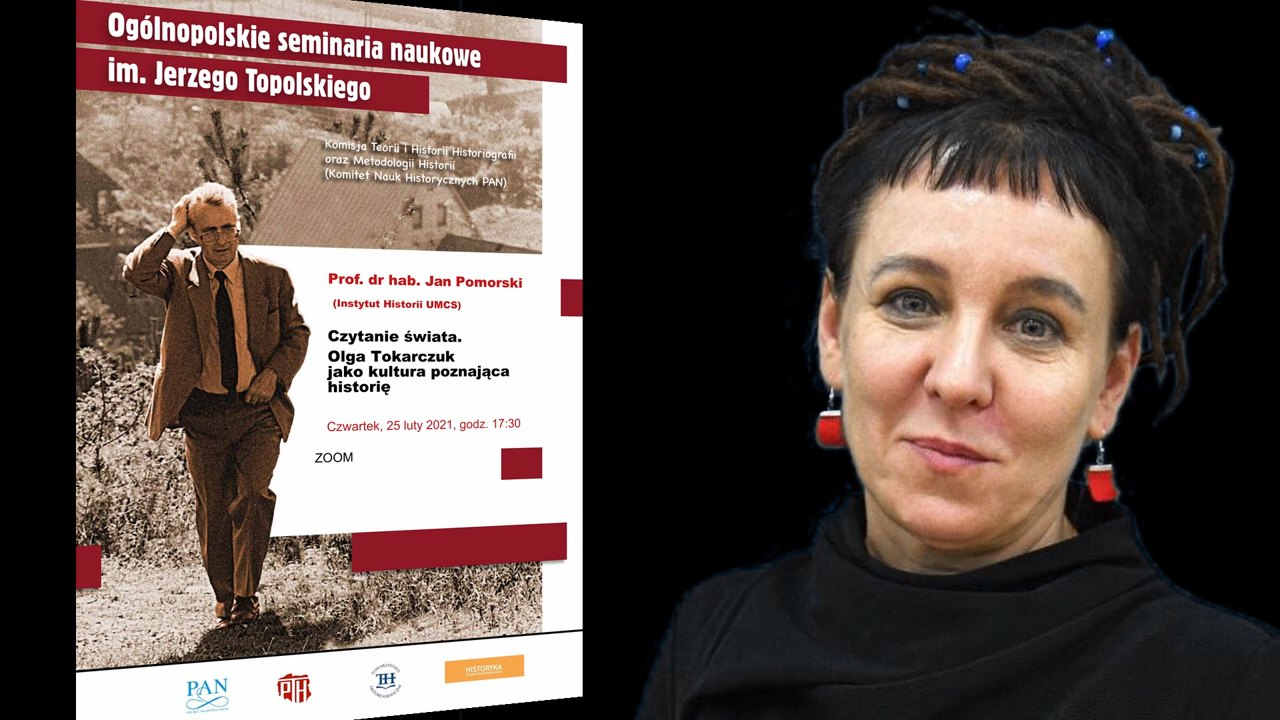 Ogólnopolskie seminaria naukowe
im. Jerzego Topolskiego
Komisja Teorii i Historii Historiografii
oraz Metodologii Historii
(Komitet Nauk Historycznych PAN)
Prof. dr hab. Jan Pomorski
(Instytut Historii UMCS)
Czytanie świata.
Olga Tokarczuk
jako kultura poznająca
historię
Czwartek, 25 luty 2021, godz. 17:30
ZOOM
PAN
PTH
TH
HISTORYKA